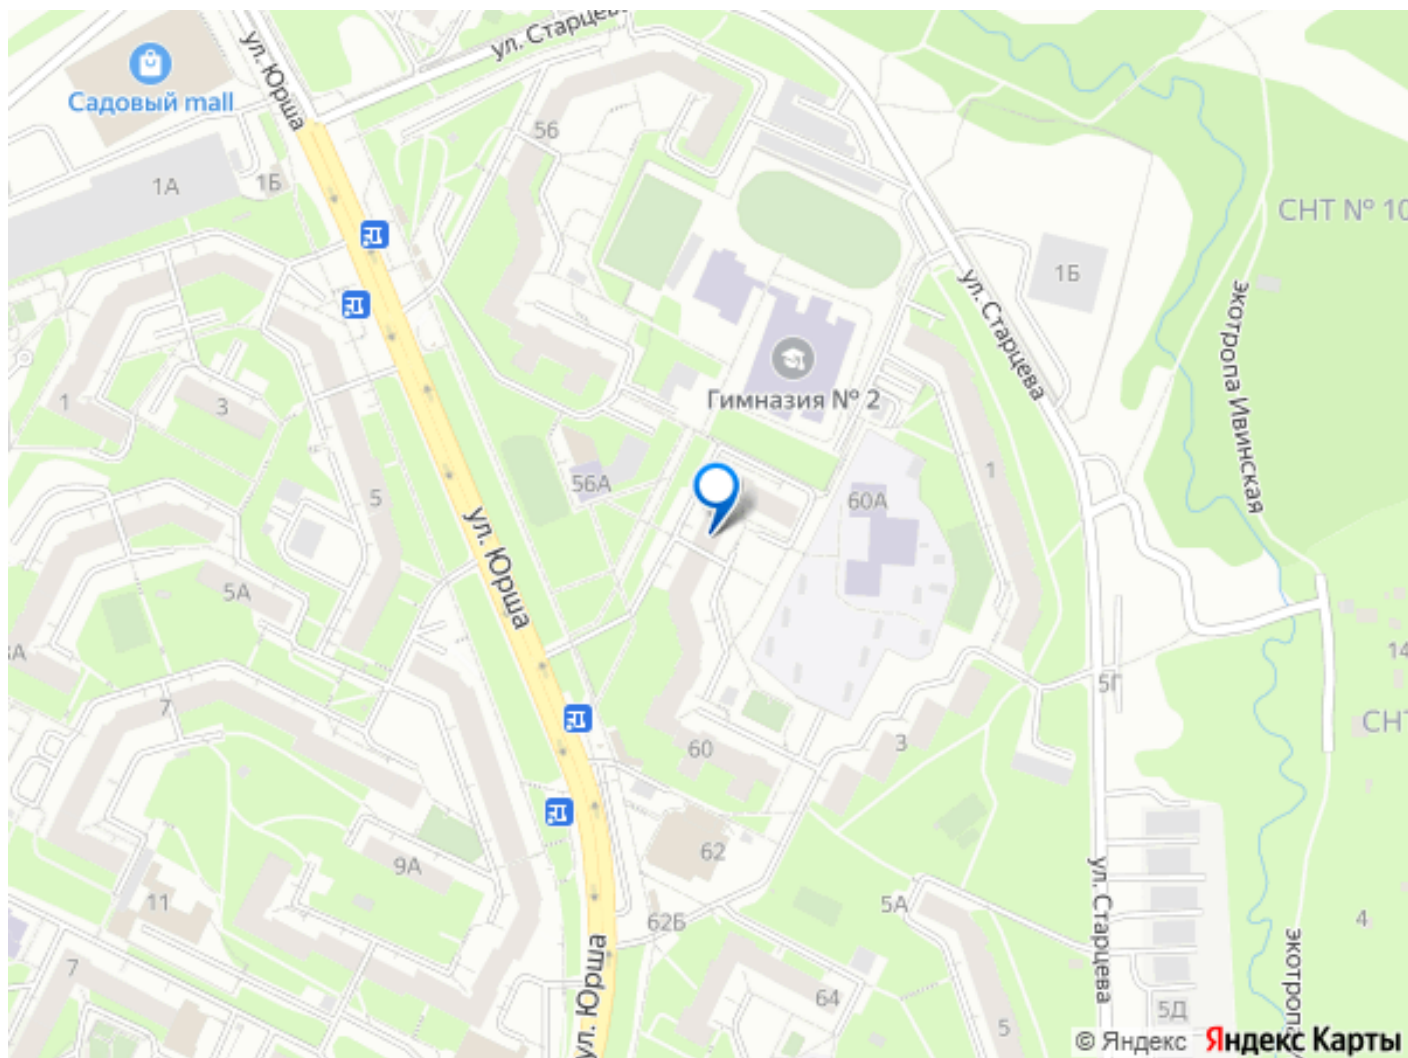 ул. Старцева
ул. Юрша
Садовый mall
56
1А
1Б
СНТ № 10
1Б
ул. Старцева
экотропа Ивинская
Гимназия № 2
1
3
5
56А
60А
1
ул. Юрша
5А
14
5Г
7
СНТ
60
3
62
9А
11
5А
62Б
4
ул. Старцева
7
ул. Юрша
64
5
5Д
экотропа
© Яндекс Яндекс Карты